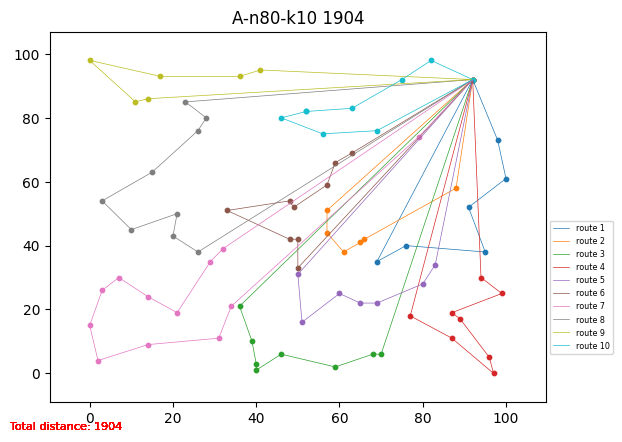 A-n80-k10 1904
100
80
60
40
20
0
0
20
40
60
80
100
route 1
route 2
route 3
route 4
route 5
route 6
route 7
route 8
route 9
route 10
Total distance: 1904